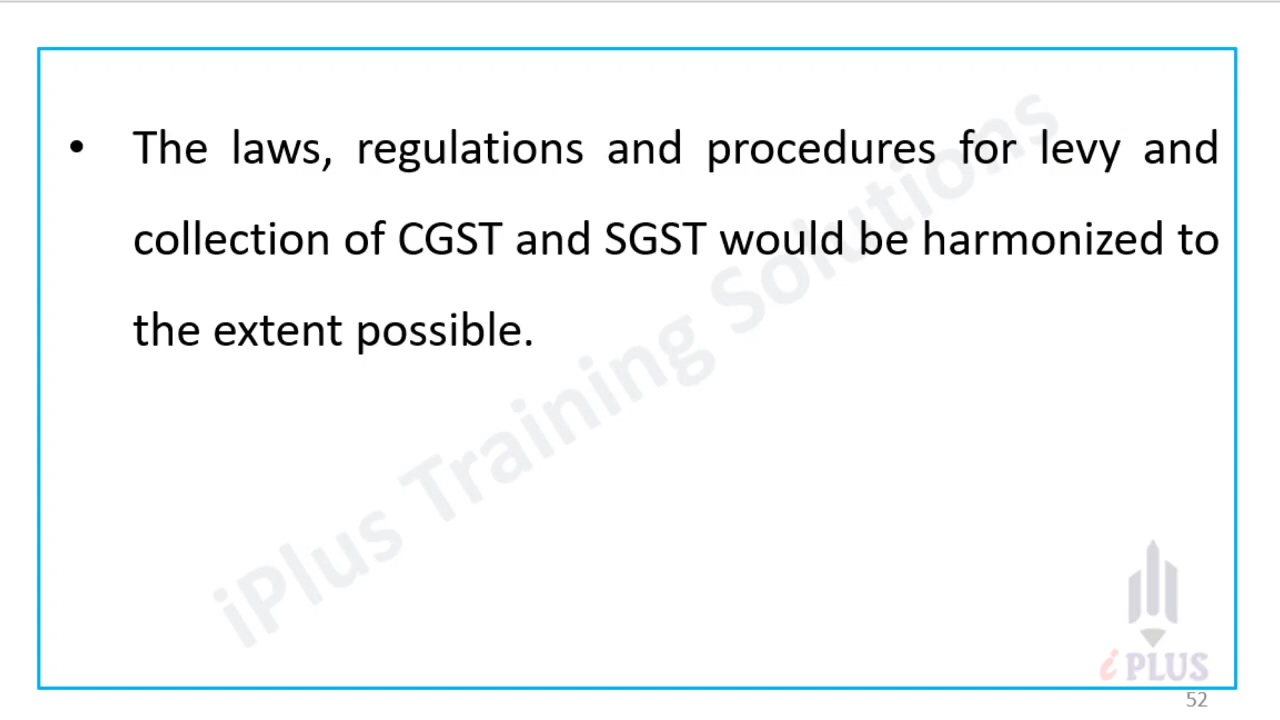 • The laws, regulations and procedures for levy and
collection of CGST and SGST would be harmonized to
the extent possible.
iPlus Training Solutions
i PLUS
52